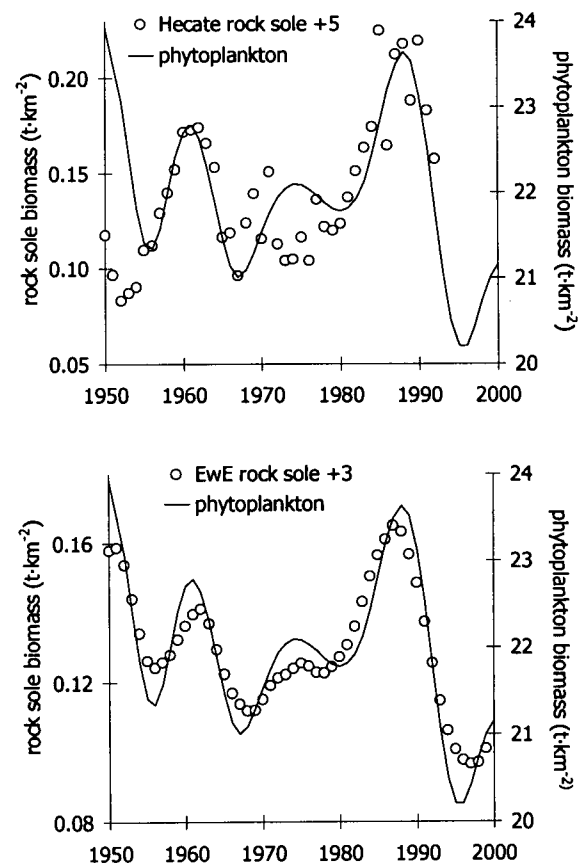 Hecate rock sole +5
phytoplankton
rock sole biomass (t·km-2)
0.20
0.15
0.10
0.05
24
23
22
21
20
phytoplankton biomass (t·km-2)
1950 1960 1970 1980 1990 2000
EwE rock sole +3
phytoplankton
rock sole biomass (t·km-2)
0.16
0.12
0.08
24
23
22
21
20
phytoplankton biomass (t·km-2)
1950 1960 1970 1980 1990 2000